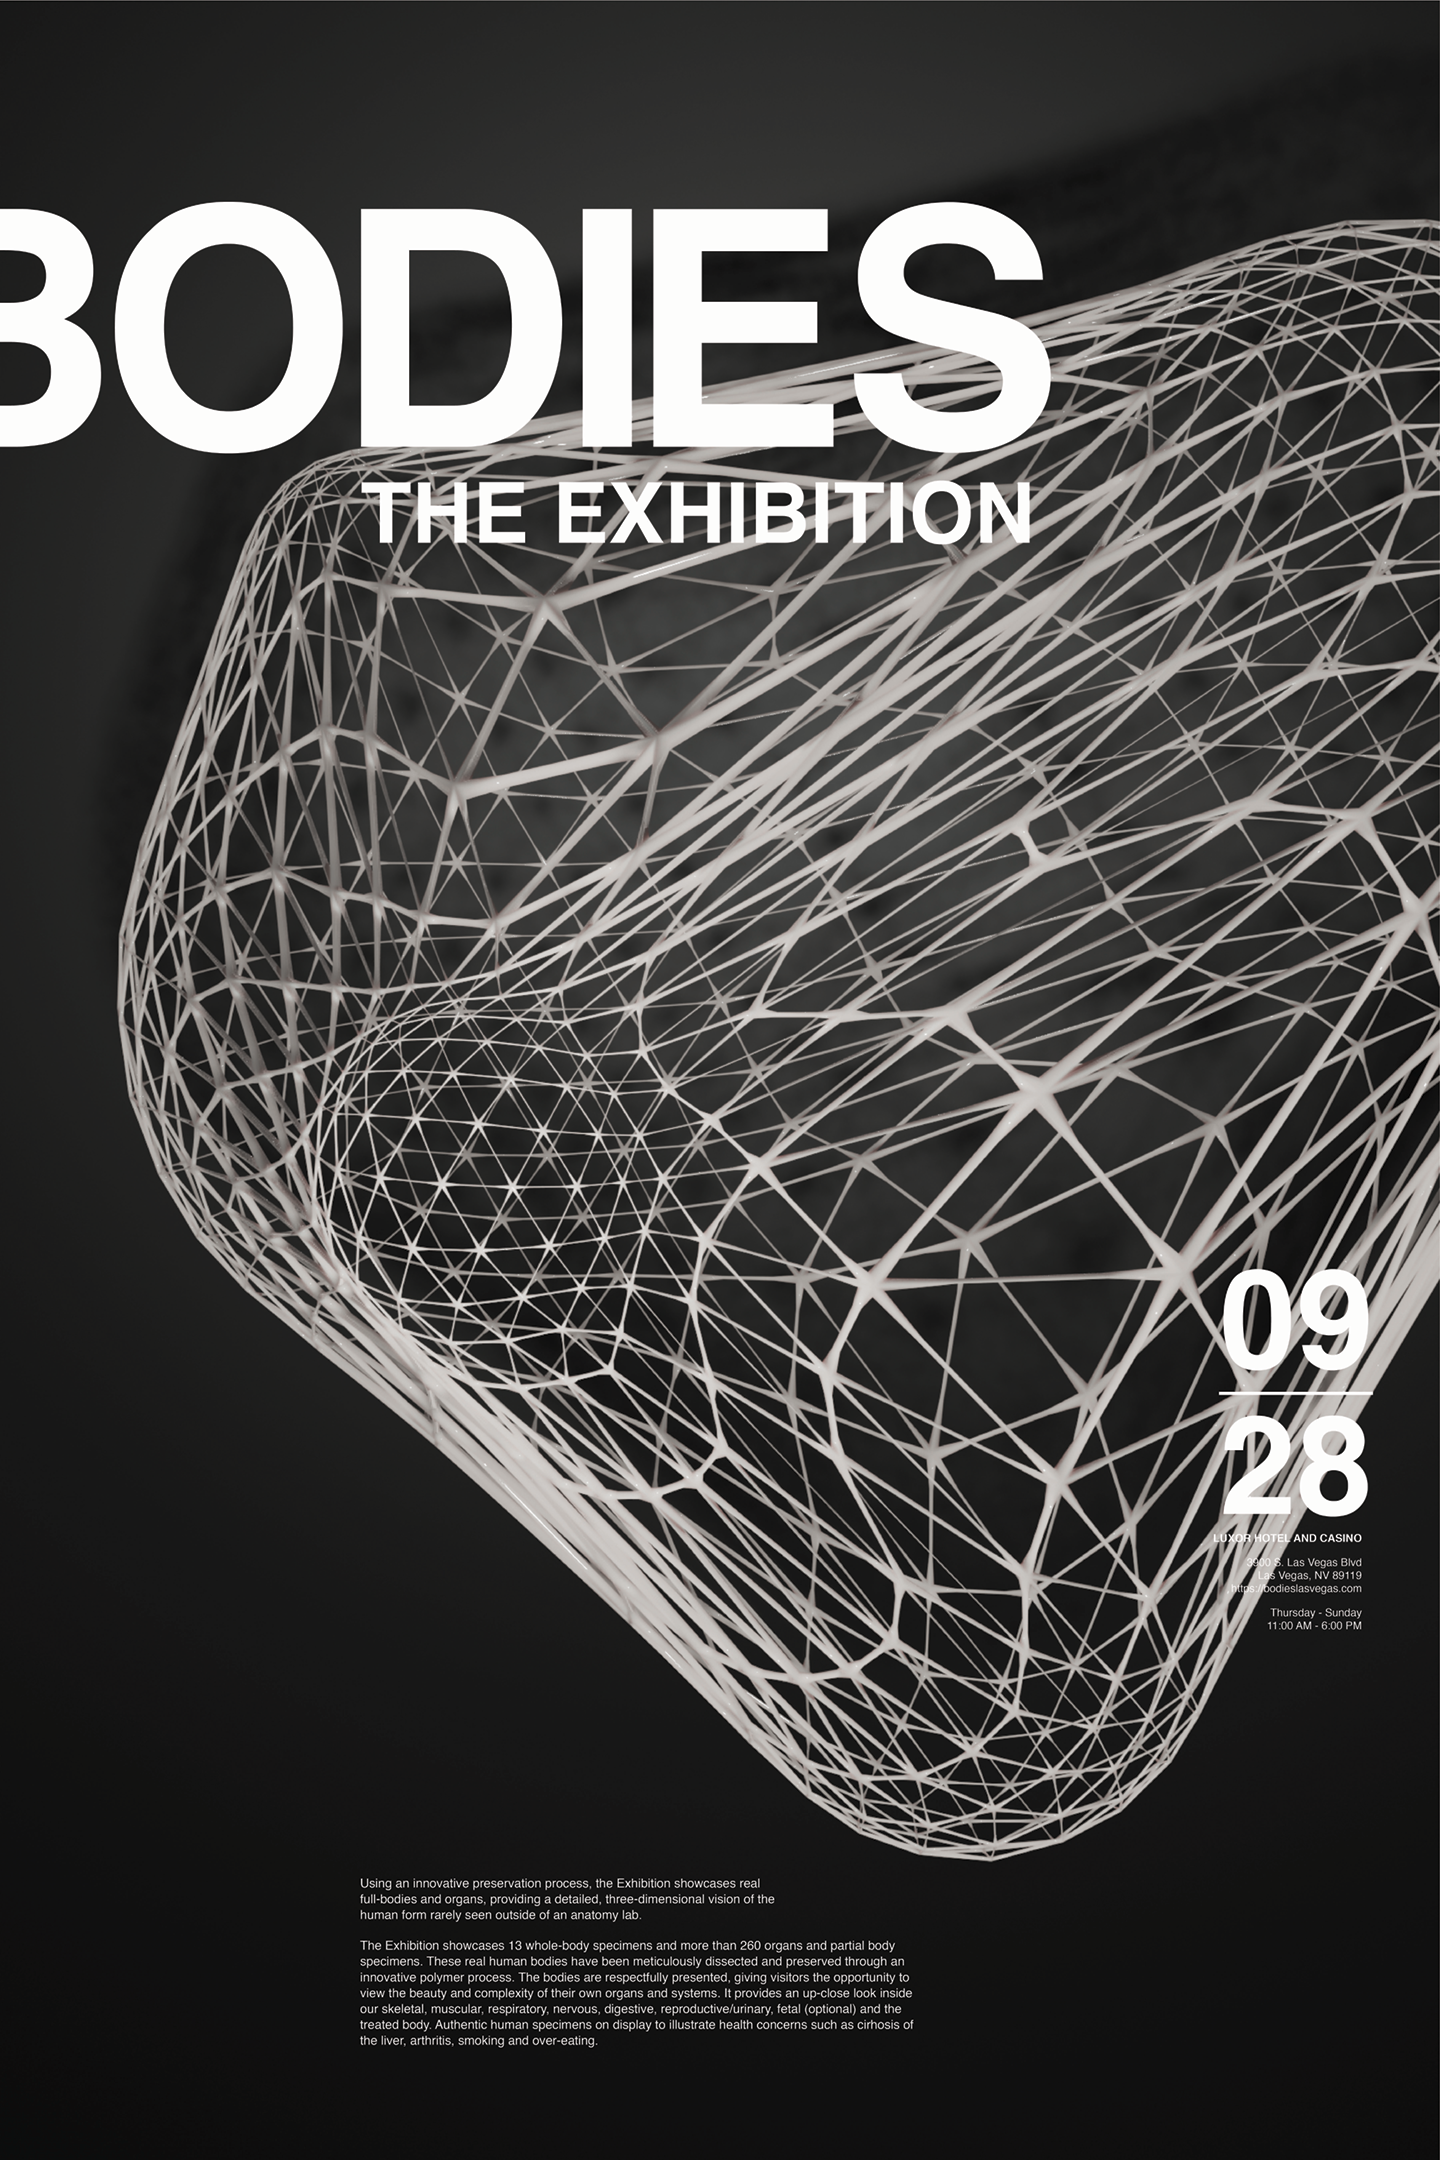 BODIES
THE EXHIBITION
09
28
LUXOR HOTEL AND CASINO
3900 S. Las Vegas Blvd
Las Vegas, NV 89119
https://bodieslasvegas.com
Thursday - Sunday
11:00 AM - 6:00 PM
Using an innovative preservation process, the Exhibition showcases real
full-bodies and organs, providing a detailed, three-dimensional vision of the
human form rarely seen outside of an anatomy lab.
The Exhibition showcases 13 whole-body specimens and more than 260 organs and partial body
specimens. These real human bodies have been meticulously dissected and preserved through an
innovative polymer process. The bodies are respectfully presented, giving visitors the opportunity to
view the beauty and complexity of their own organs and systems. It provides an up-close look inside
our skeletal, muscular, respiratory, nervous, digestive, reproductive/urinary, fetal (optional) and the
treated body. Authentic human specimens on display to illustrate health concerns such as cirhosis of
the liver, arthritis, smoking and over-eating.